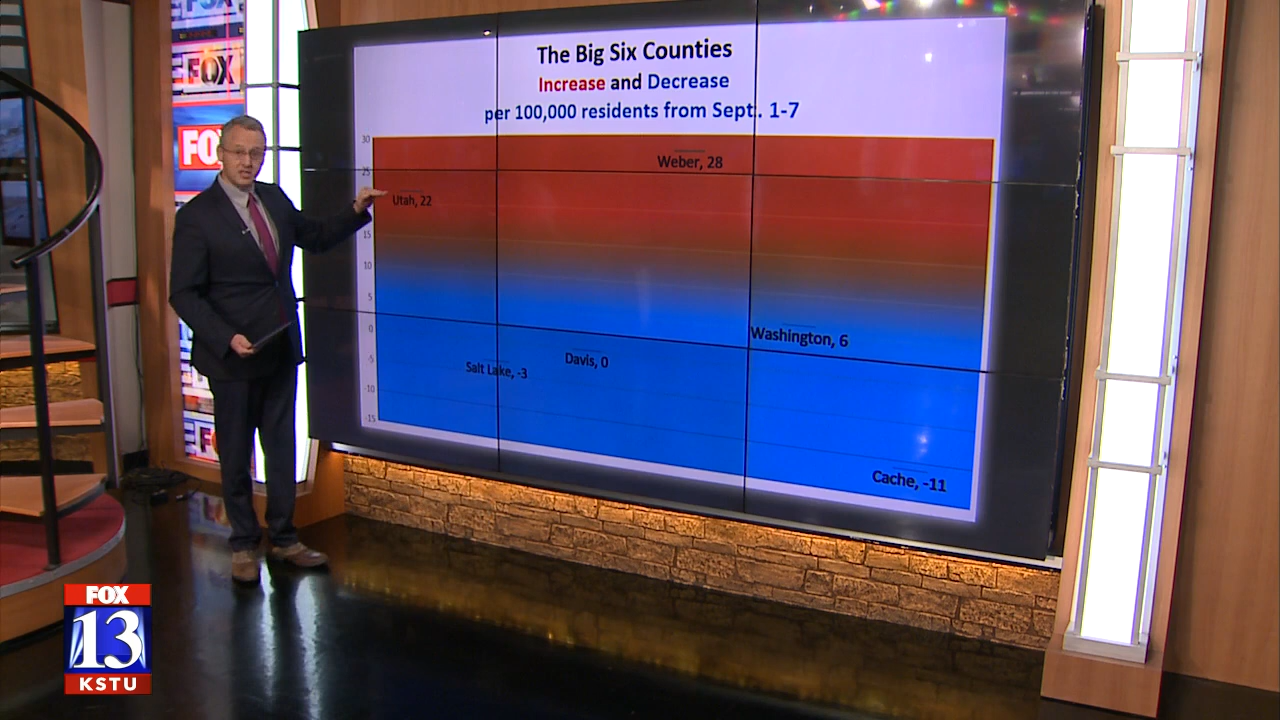 FOX
FO
The Big Six Counties
Increase and Decrease
per 100,000 residents from Sept. 1-7
30
25
15
10
5
0
-5
-10
-15
Weber, 28
Utah, 22
Washington, 6
Davis, 0
Salt Lake, -3
Cache, -11
FOX
13
KSTU